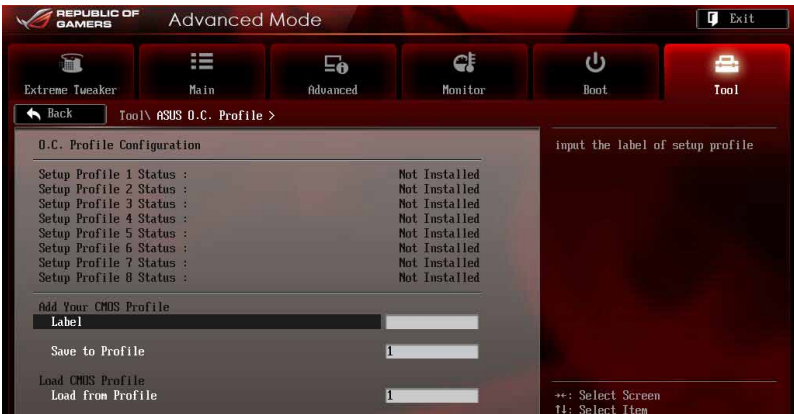 REPUBLIC OF
GAMERS
Advanced Mode
Exit
Extreme Tweaker
Main
Advanced
Monitor
Boot
Tool
Back
Tool\ ASUS O.C. Profile >
O.C. Profile Configuration
input the label of setup profile
Setup Profile 1 Status : Not Installed
Setup Profile 2 Status : Not Installed
Setup Profile 3 Status : Not Installed
Setup Profile 4 Status : Not Installed
Setup Profile 5 Status : Not Installed
Setup Profile 6 Status : Not Installed
Setup Profile 7 Status : Not Installed
Setup Profile 8 Status : Not Installed
Add Your CMOS Profile
Label
Save to Profile 1
Load CMOS Profile
Load from Profile 1
→←: Select Screen
↑↓: Select Item